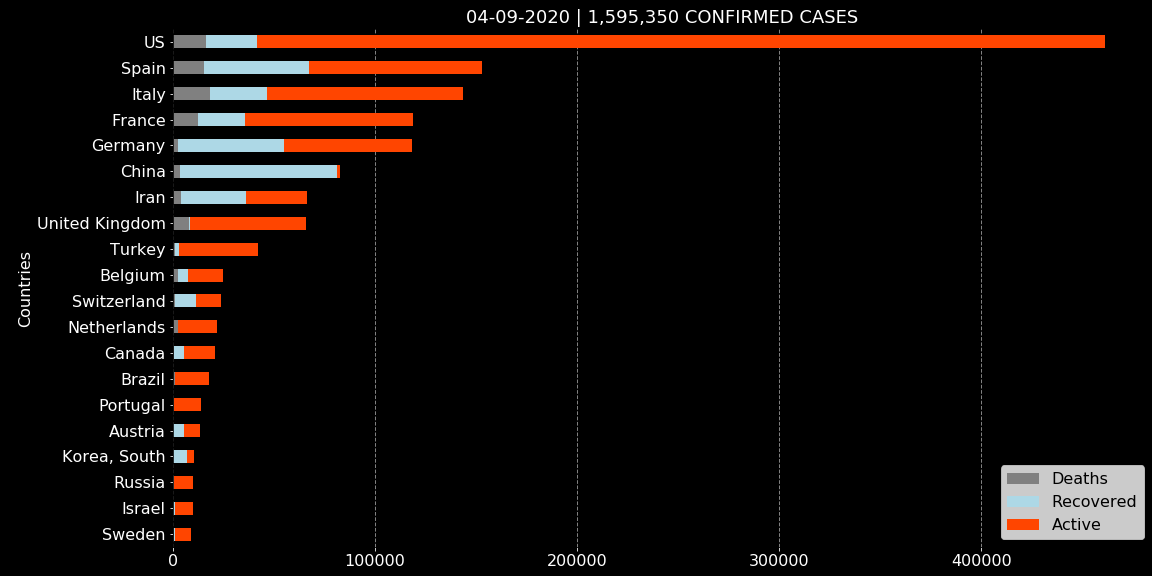 04-09-2020 | 1,595,350 CONFIRMED CASES
Countries
US
Spain
Italy
France
Germany
China
Iran
United Kingdom
Turkey
Belgium
Switzerland
Netherlands
Canada
Brazil
Portugal
Austria
Korea, South
Russia
Israel
Sweden
0 100000 200000 300000 400000
Deaths
Recovered
Active